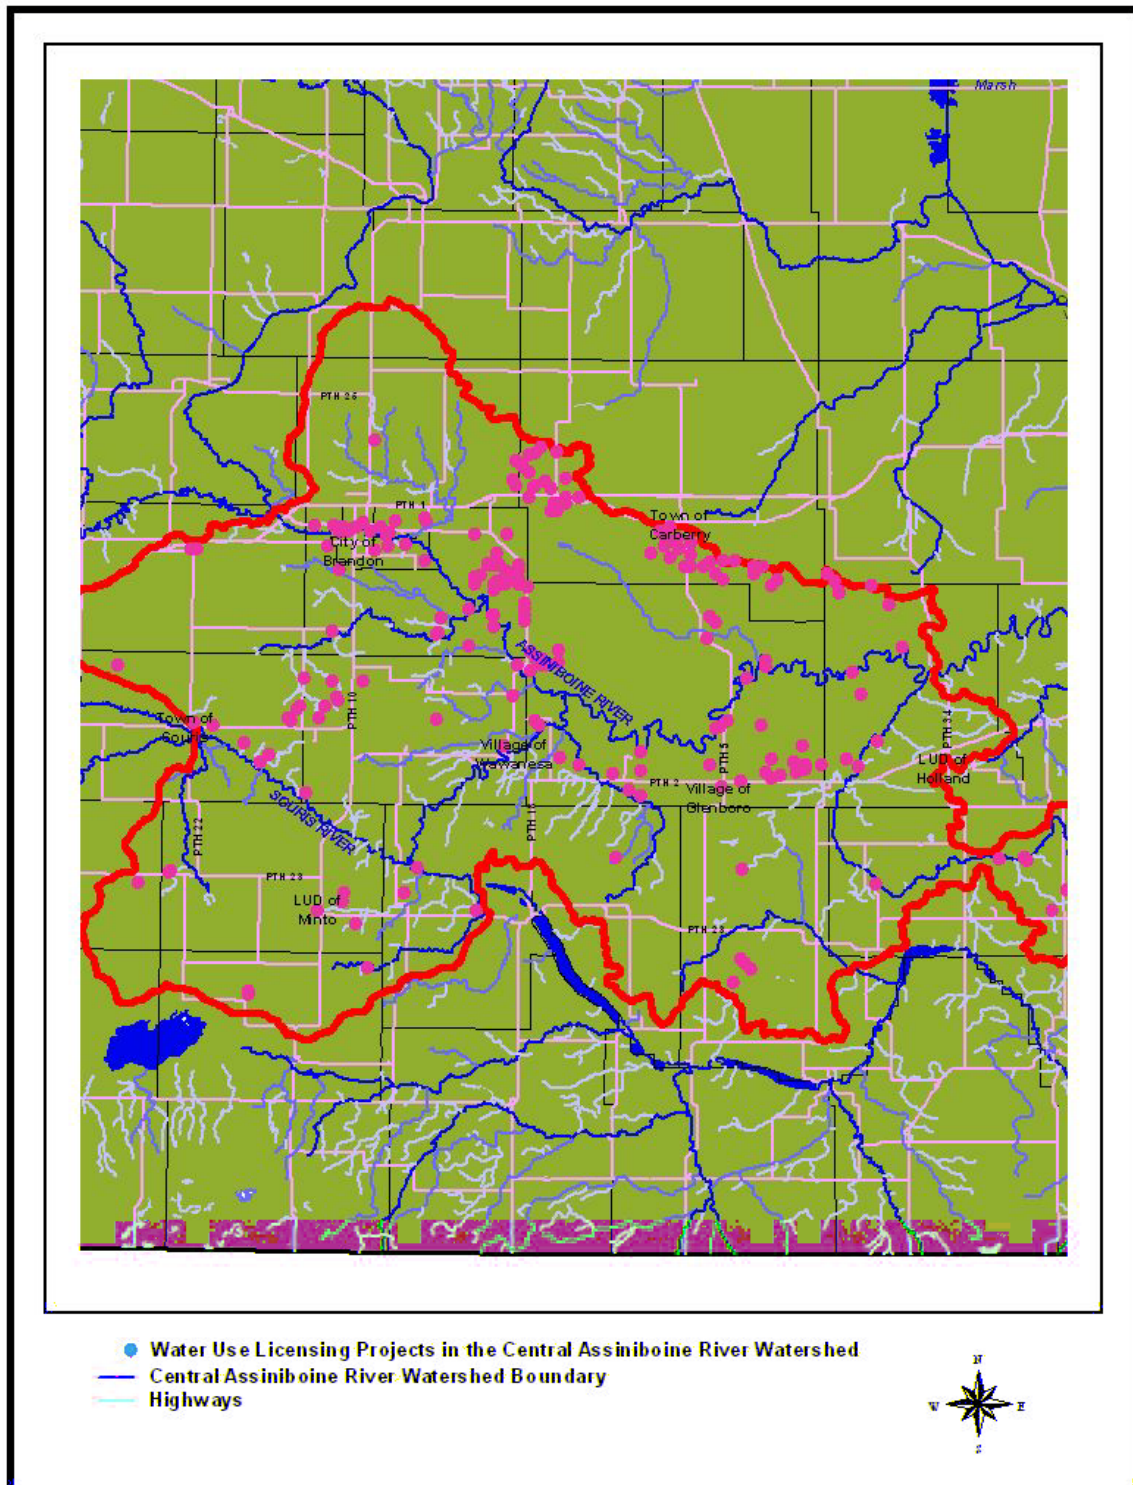 Marsh
PTH 25
PTH 1
Town of
Carberry
City of
Brandon
ASSINIBOINE RIVER
PTH 10
Town of
Souris
PTH 34
Village of
Wawanesa
PTH 5
LUD of
Holland
PTH 2
Village of
Glenboro
SOURIS RIVER
PTH 22
PTH 18
PTH 23
LUD of
Minto
PTH 23
Water Use Licensing Projects in the Central Assiniboine River Watershed
Central Assiniboine River Watershed Boundary
Highways
N
W E
S